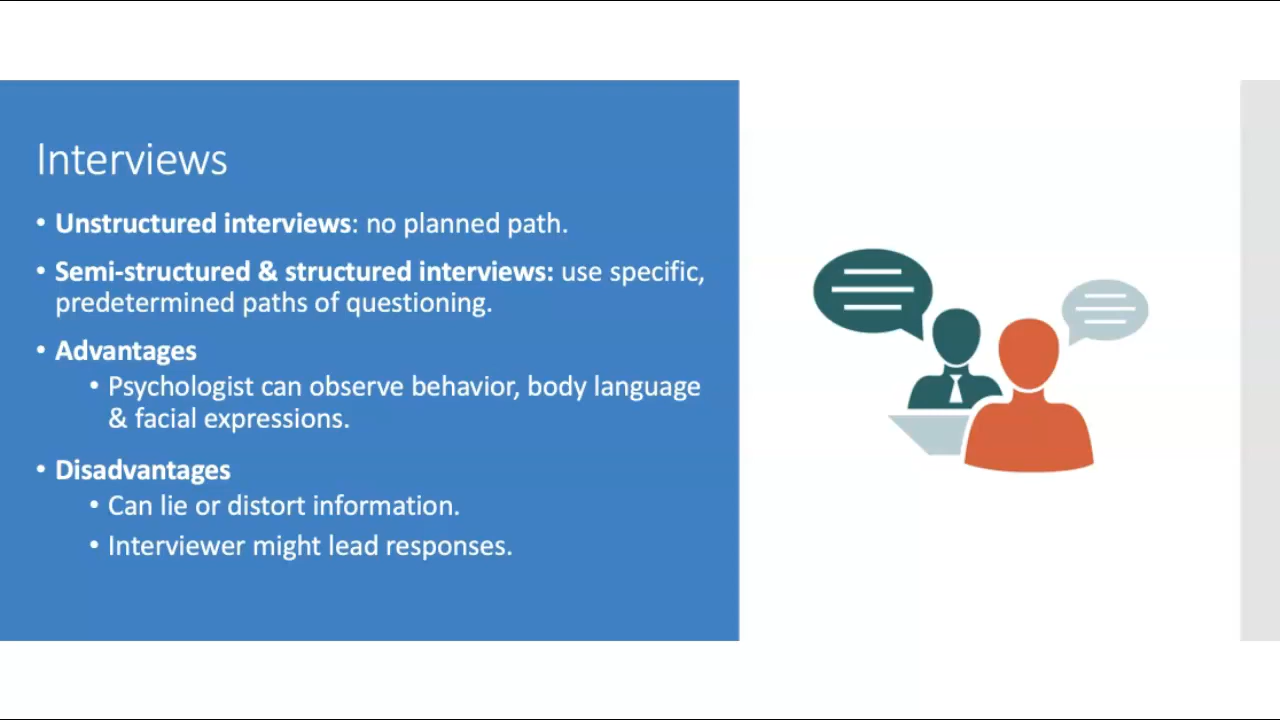 Interviews
• Unstructured interviews: no planned path.
• Semi-structured & structured interviews: use specific,
predetermined paths of questioning.
• Advantages
• Psychologist can observe behavior, body language
& facial expressions.
• Disadvantages
• Can lie or distort information.
• Interviewer might lead responses.